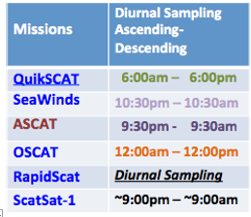 Missions Diurnal Sampling
Ascending-
Descending
QuikSCAT 6:00am – 6:00pm
SeaWinds 10:30pm – 10:30am
ASCAT 9:30pm - 9:30am
OSCAT 12:00am – 12:00pm
RapidScat Diurnal Sampling
ScatSat-1 ~9:00pm – ~9:00am